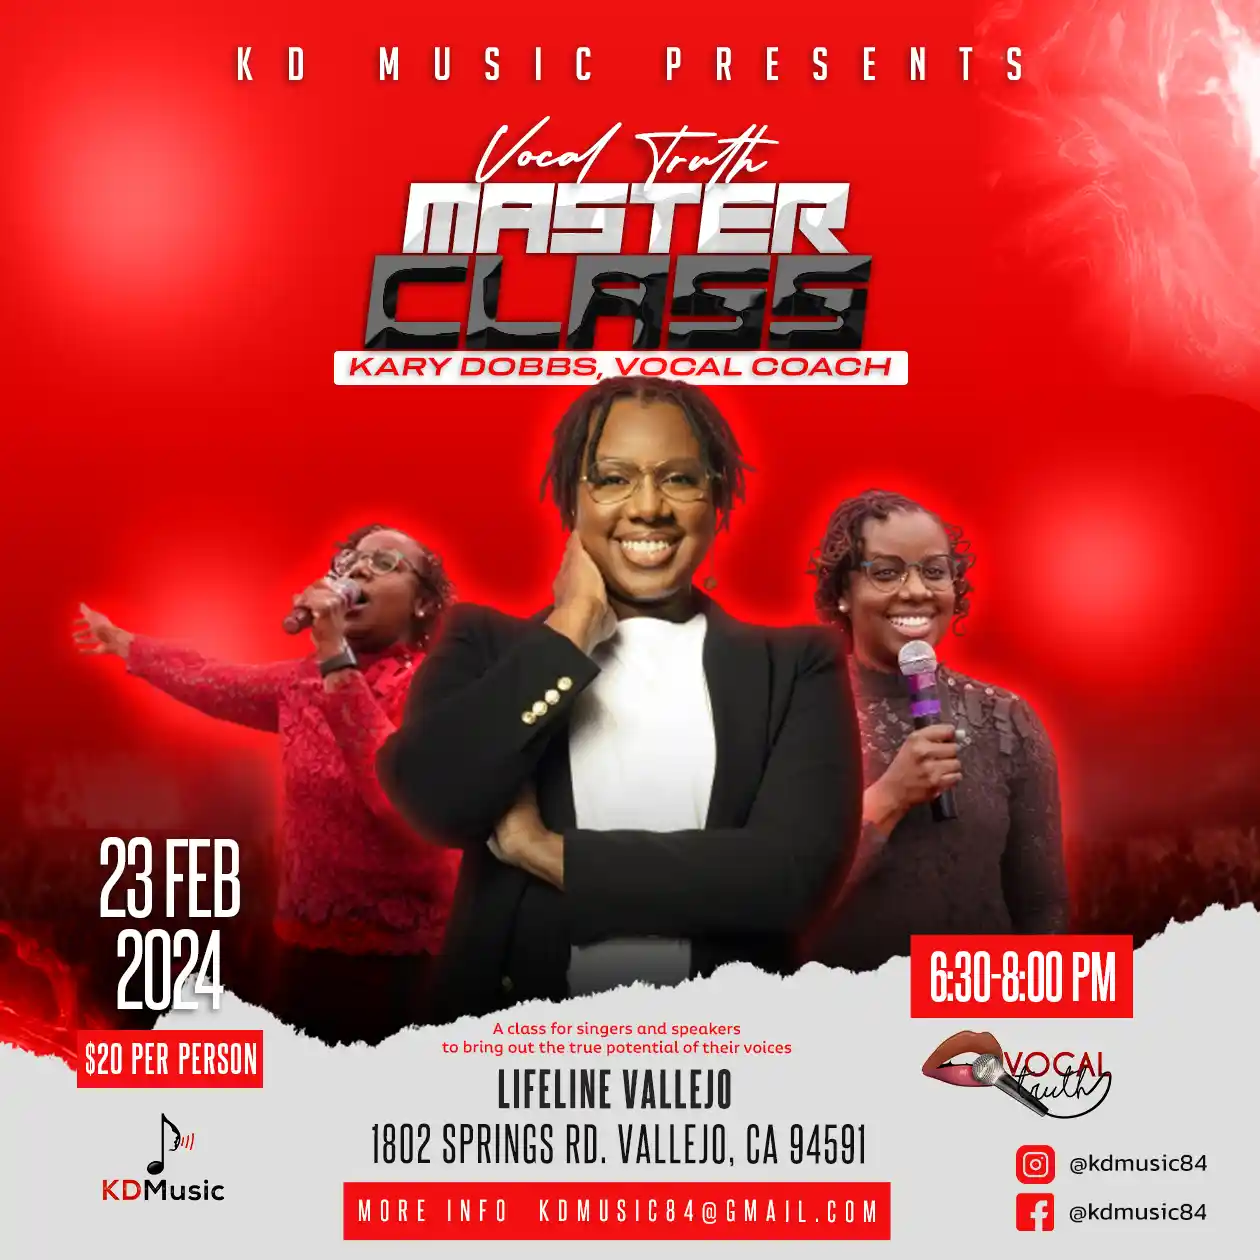 KD MUSIC PRESENTS
Vocal Truth
MASTER
CLASS
KARY DOBBS, VOCAL COACH
23 FEB
2024
$20 PER PERSON
KDMusic
A class for singers and speakers
to bring out the true potential of their voices
LIFELINE VALLEJO
1802 SPRINGS RD. VALLEJO, CA 94591
MORE INFO KDMUSIC84@GMAIL.COM
6:30-8:00 PM
VOCAL
truth
@kdmusic84
@kdmusic84